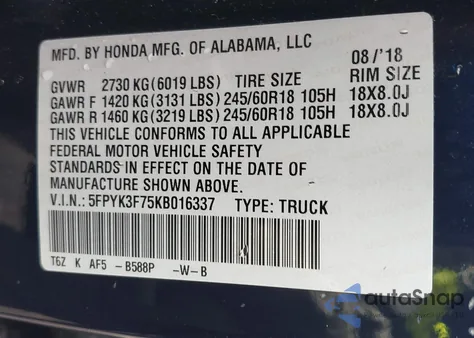 MFD. BY HONDA MFG. OF ALABAMA, LLC 08/'18
GVWR 2730 KG(6019 LBS) TIRE SIZE RIM SIZE
GAWR F 1420 KG(3131 LBS) 245/60R18 105H 18X8.0J
GAWR R 1460 KG(3219 LBS) 245/60R18 105H 18X8.0J
THIS VEHICLE CONFORMS TO ALL APPLICABLE
FEDERAL MOTOR VEHICLE SAFETY
STANDARDS IN EFFECT ON THE DATE OF
MANUFACTURE SHOWN ABOVE.
V.I.N.: 5FPYK3F75KB016337 TYPE: TRUCK
T6Z K AF5 -B588P -W-B
autaSnap